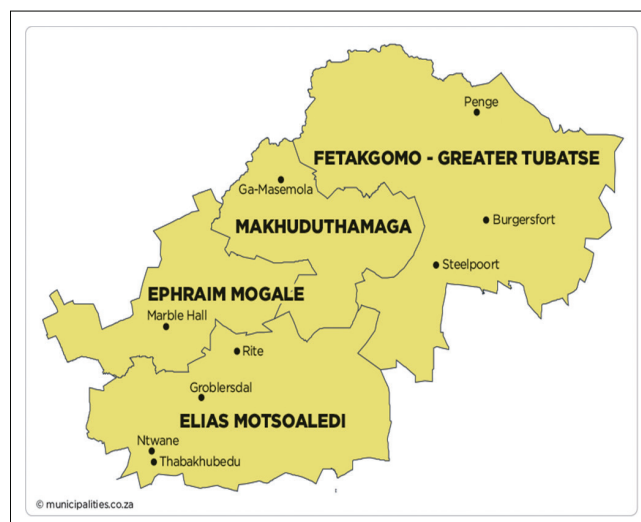 Penge
FETAKGOMO - GREATER TUBATSE
Ga-Masemola
MAKHUDUTHAMAGA
Burgersfort
Steelpoort
EPHRAIM MOGALE
Marble Hall
Rite
Groblersdal
ELIAS MOTSOALEDI
Ntwane
Thabakhubedu
© municipalities.co.za